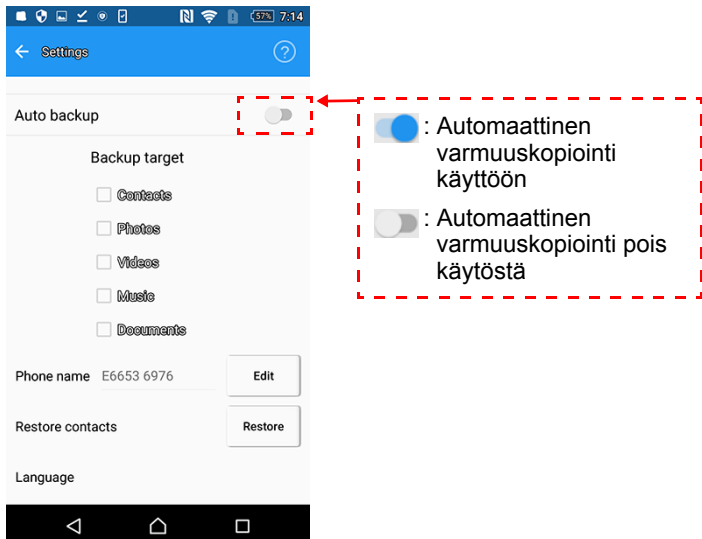 57% 7:14
Settings
?
Auto backup
Backup target
Contacts
Photos
Videos
Music
Documents
Phone name E6653 6976 Edit
Restore contacts Restore
Language
: Automaattinen
varmuuskopiointi
käyttöön
: Automaattinen
varmuuskopiointi pois
käytöstä